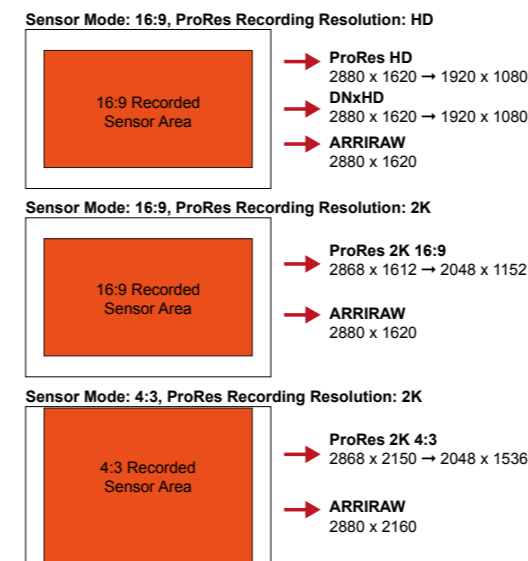 Sensor Mode: 16:9, ProRes Recording Resolution: HD
16:9 Recorded
Sensor Area
ProRes HD
2880 x 1620 → 1920 x 1080
DNxHD
2880 x 1620 → 1920 x 1080
ARRIRAW
2880 x 1620
Sensor Mode: 16:9, ProRes Recording Resolution: 2K
16:9 Recorded
Sensor Area
ProRes 2K 16:9
2868 x 1612 → 2048 x 1152
ARRIRAW
2880 x 1620
Sensor Mode: 4:3, ProRes Recording Resolution: 2K
4:3 Recorded
Sensor Area
ProRes 2K 4:3
2868 x 2150 → 2048 x 1536
ARRIRAW
2880 x 2160